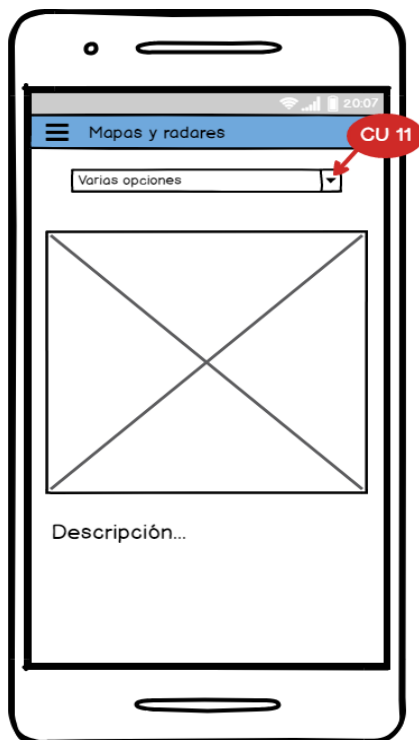 20:07
Mapas y radares
CU 11
Varias opciones
Descripción...